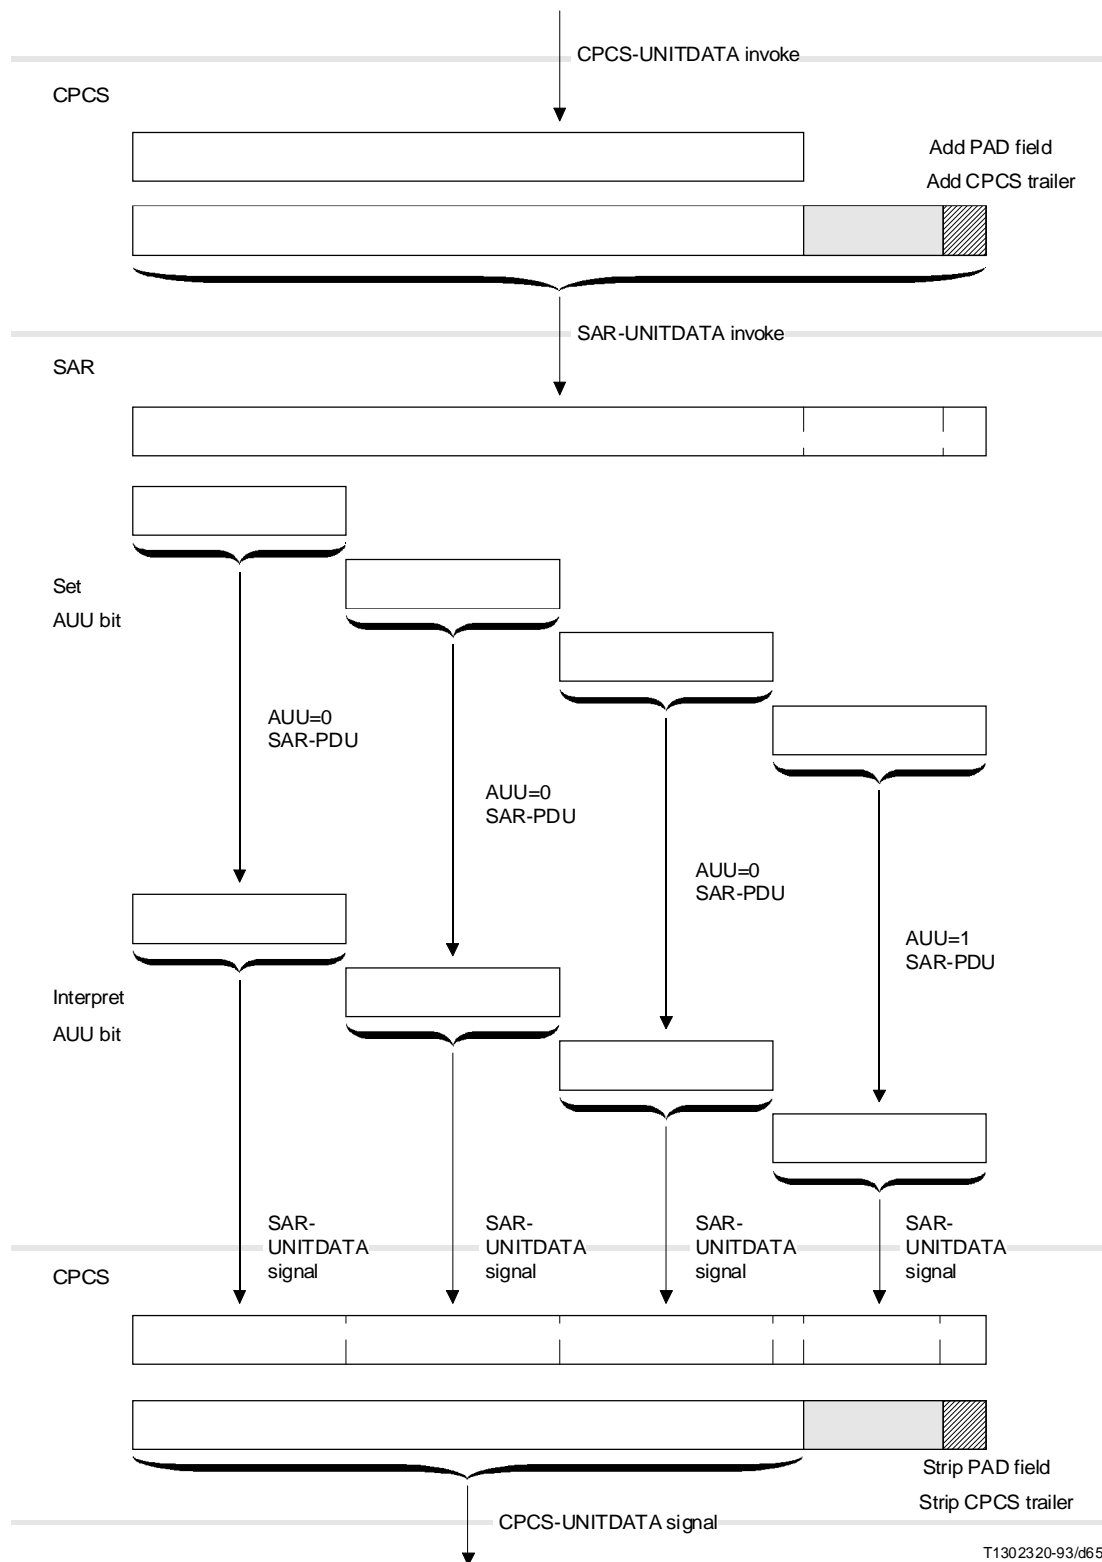 CPCS-UNITDATA invoke
CPCS
Add PAD field
Add CPCS trailer
SAR-UNITDATA invoke
SAR
Set
AUU bit
AUU=0
SAR-PDU
AUU=0
SAR-PDU
AUU=0
SAR-PDU
AUU=1
SAR-PDU
Interpret
AUU bit
SAR-
UNITDATA
signal
SAR-
UNITDATA
signal
SAR-
UNITDATA
signal
SAR-
UNITDATA
signal
CPCS
Strip PAD field
Strip CPCS trailer
CPCS-UNITDATA signal
T1302320-93/d65